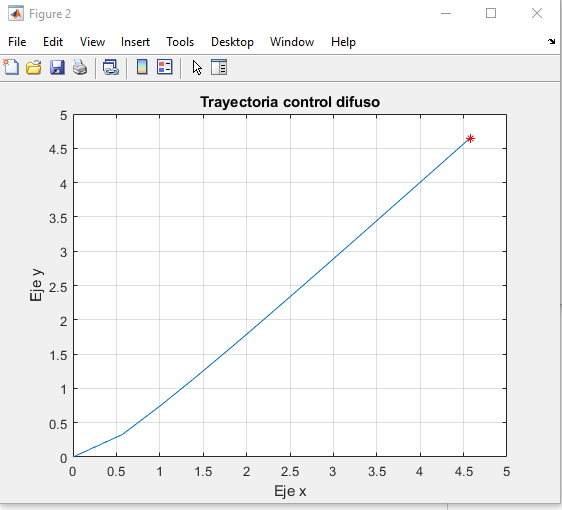 Figure 2
File Edit View Insert Tools Desktop Window Help
Trayectoria control difuso
5
4.5
4
3.5
3
2.5
2
1.5
1
0.5
0
Eje y
0 0.5 1 1.5 2 2.5 3 3.5 4 4.5 5
Eje x